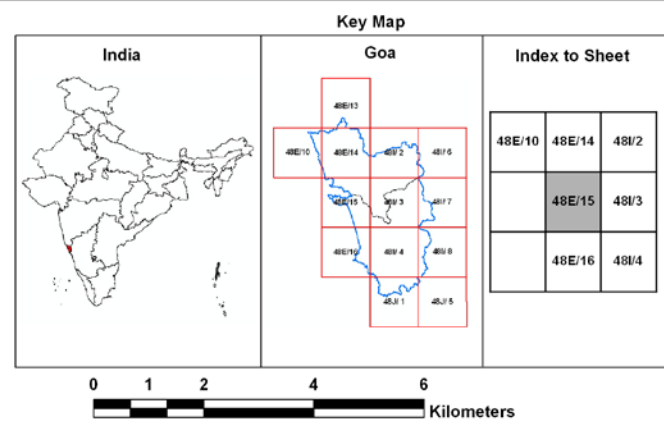 Key Map
India
Goa
Index to Sheet
48E/13
48E/10 48E/14 48I/2 48I/6
48E/15 48I/3 48I/7
48E/16 48I/4 48I/8
48J/1 48J/5
48E/10 48E/14 48I/2
48E/15 48I/3
48E/16 48I/4
0 1 2 4 6
Kilometers